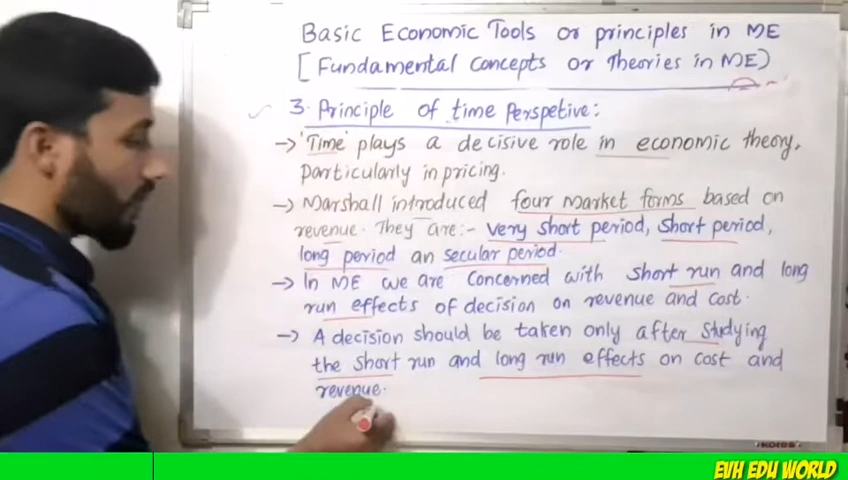 Basic Economic Tools or principles in ME
[Fundamental Concepts or Theories in ME)
3. Principle of time Perspetive:
→ 'Time' plays a decisive role in economic theory,
particularly in pricing.
→ Marshall introduced four market forms based on
revenue. They are:- very short period, short period,
long period an secular period.
→ In ME we are concerned with short run and long
run effects of decision on revenue and cost.
→ A decision should be taken only after studying
the short run and long run effects on cost and
revenue.
KORES
EVH EDU WORLD